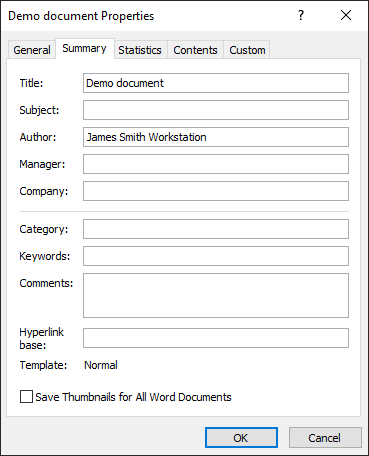 Demo document Properties ?
General Summary Statistics Contents Custom
Title: Demo document
Subject:
Author: James Smith Workstation
Manager:
Company:
Category:
Keywords:
Comments:
Hyperlink
base:
Template: Normal
Save Thumbnails for All Word Documents
OK Cancel